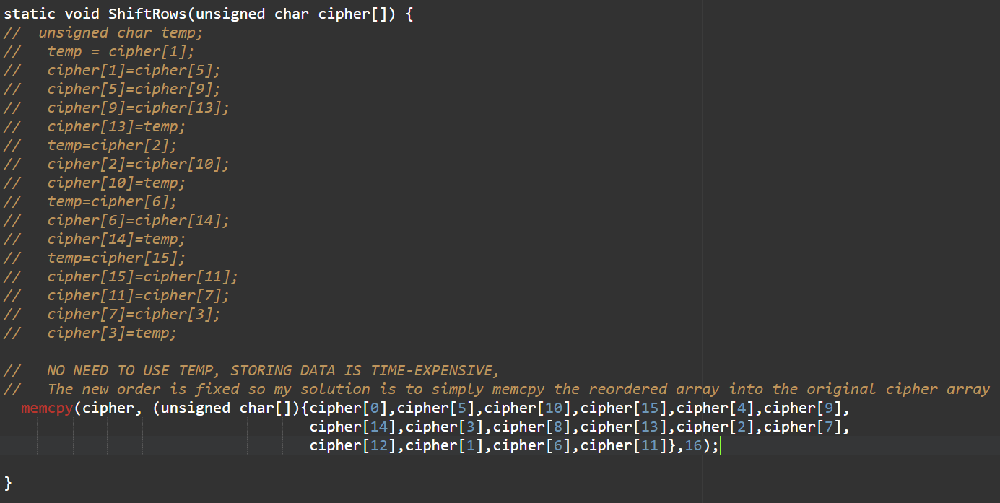 static void ShiftRows(unsigned char cipher[]) {
//  unsigned char temp;
//   temp = cipher[1];
//   cipher[1]=cipher[5];
//   cipher[5]=cipher[9];
//   cipher[9]=cipher[13];
//   cipher[13]=temp;
//   temp=cipher[2];
//   cipher[2]=cipher[10];
//   cipher[10]=temp;
//   temp=cipher[6];
//   cipher[6]=cipher[14];
//   cipher[14]=temp;
//   temp=cipher[15];
//   cipher[15]=cipher[11];
//   cipher[11]=cipher[7];
//   cipher[7]=cipher[3];
//   cipher[3]=temp;
//   NO NEED TO USE TEMP, STORING DATA IS TIME-EXPENSIVE,
//   The new order is fixed so my solution is to simply memcpy the reordered array into the original cipher array
  memcpy(cipher, (unsigned char[]){cipher[0],cipher[5],cipher[10],cipher[15],cipher[4],cipher[9],
                                   cipher[14],cipher[3],cipher[8],cipher[13],cipher[2],cipher[7],
                                   cipher[12],cipher[1],cipher[6],cipher[11]},16);
}